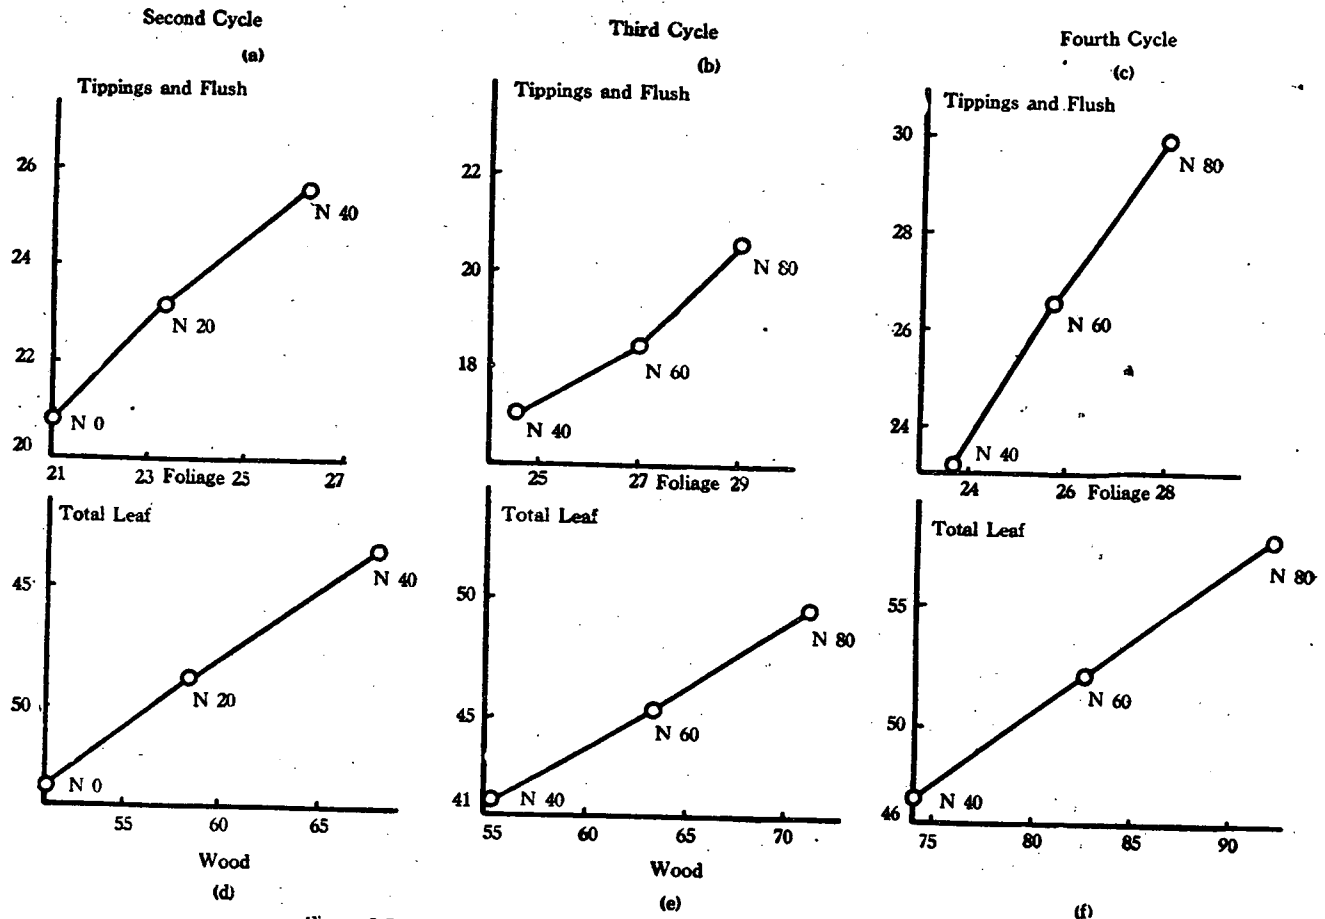 Second Cycle
(a)
Tippings and Flush
26
24
22
20
N 40
N 20
N 0
21 23 Foliage 25 27
Third Cycle
(b)
Tippings and Flush
22
20
18
N 80
N 60
N 40
25 27 Foliage 29
Fourth Cycle
(c)
Tippings and Flush
30
28
26
24
N 80
N 60
N 40
24 26 Foliage 28
Total Leaf
45
50
N 40
N 20
N 0
55 60 65
Wood
(d)
Total Leaf
50
45
41
N 80
N 60
N 40
55 60 65 70
Wood
(e)
Total Leaf
55
50
46
N 80
N 60
N 40
75 80 85 90
(f)